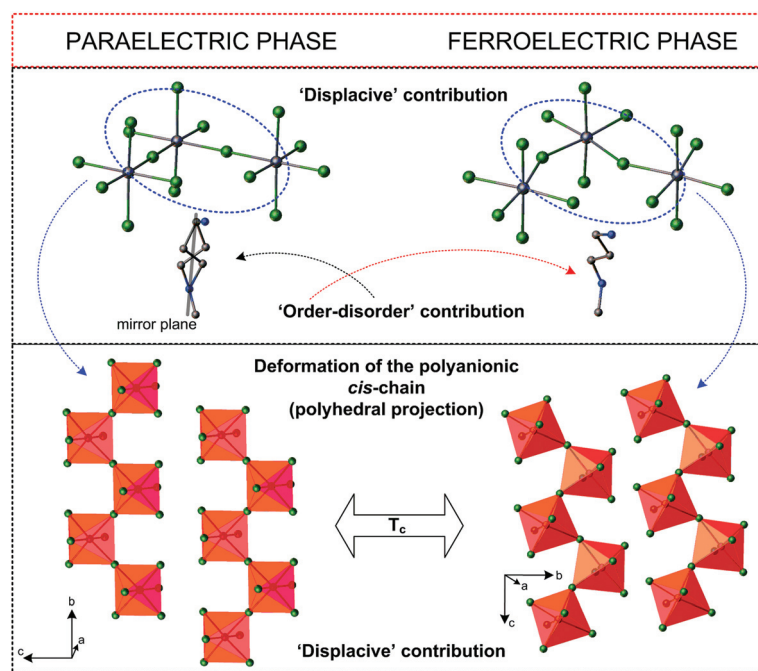 PARAELECTRIC PHASE
FERROELECTRIC PHASE
‘Displacive’ contribution
‘Order-disorder’ contribution
mirror plane
Deformation of the polyanionic
cis-chain
(polyhedral projection)
Tc
b
a
c
b
a
c
‘Displacive’ contribution